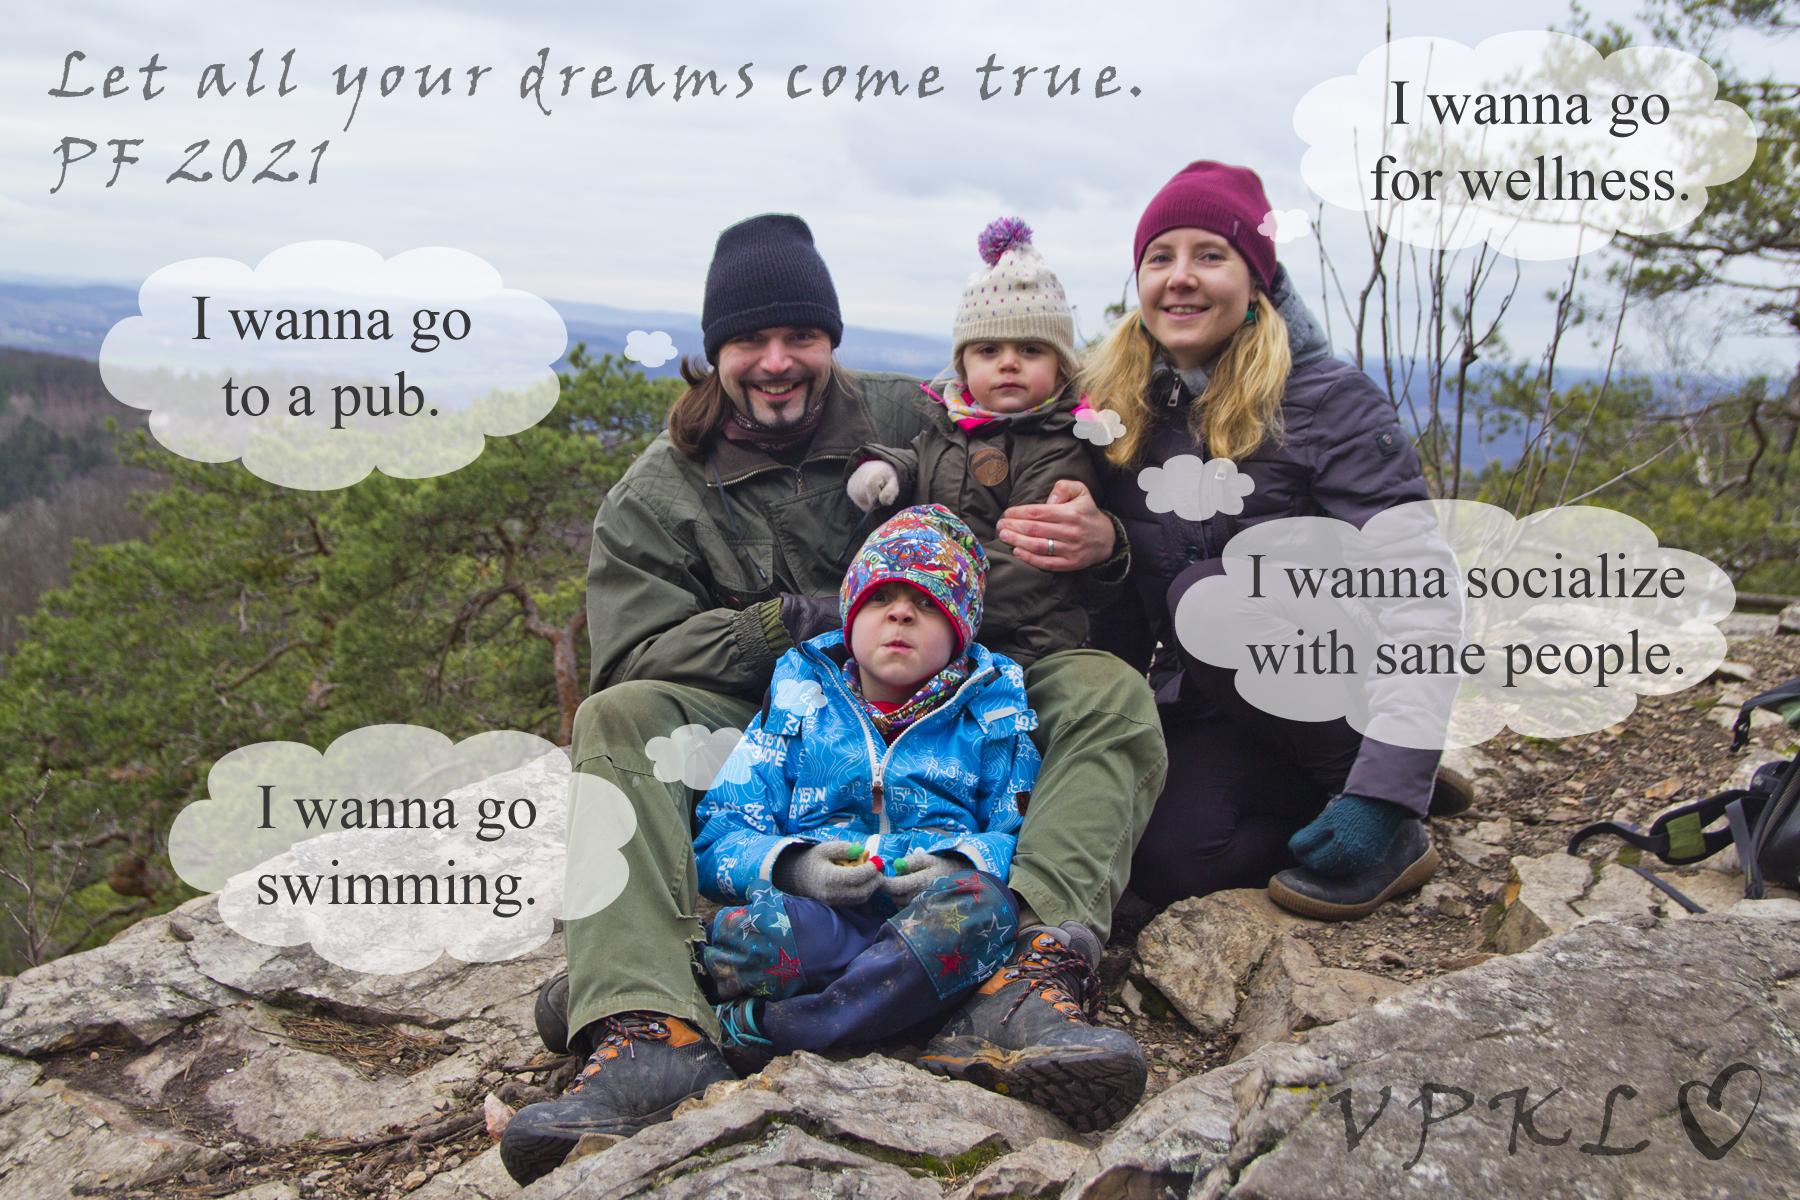 Let all your dreams come true.
PF 2021
I wanna go
for wellness.
I wanna go
to a pub.
I wanna socialize
with sane people.
I wanna go
swimming.
VPKL